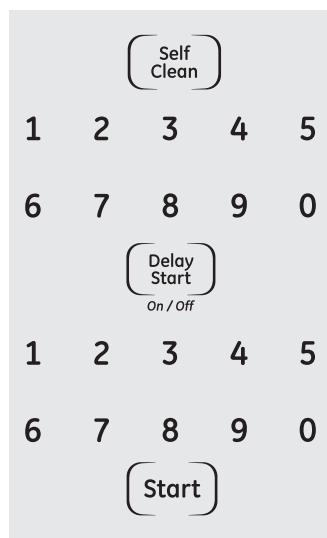 Self
Clean
1 2 3 4 5
6 7 8 9 0
Delay
Start
On / Off
1 2 3 4 5
6 7 8 9 0
Start